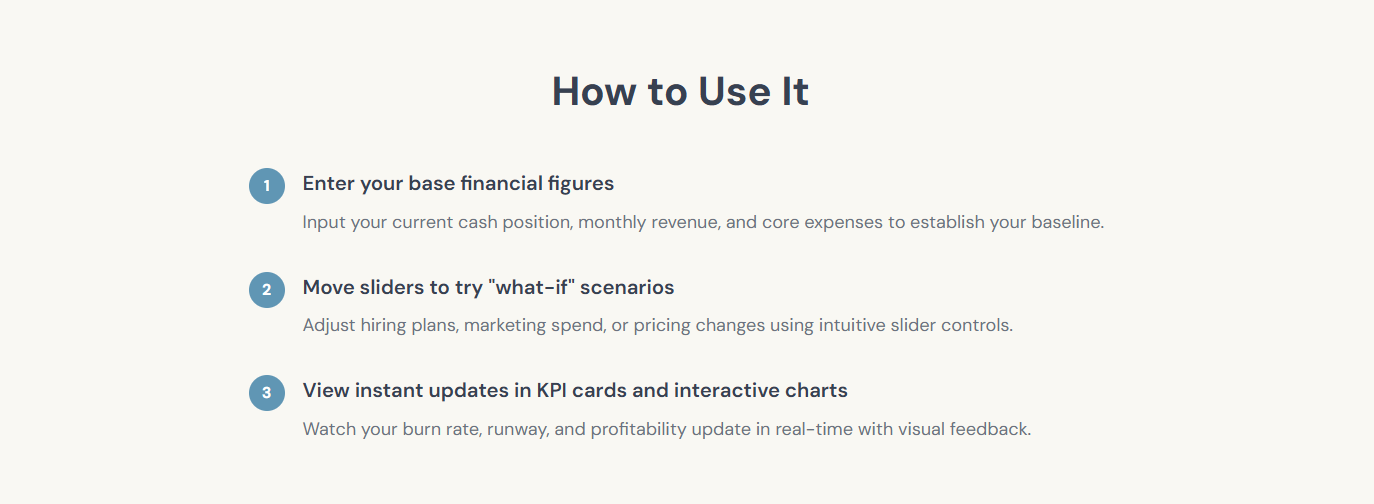 How to Use It
1
Enter your base financial figures
Input your current cash position, monthly revenue, and core expenses to establish your baseline.
2
Move sliders to try "what-if" scenarios
Adjust hiring plans, marketing spend, or pricing changes using intuitive slider controls.
3
View instant updates in KPI cards and interactive charts
Watch your burn rate, runway, and profitability update in real-time with visual feedback.